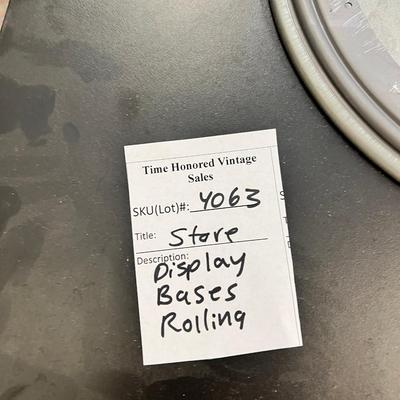 Time Honored Vintage
Sales
SKU(Lot)#: 4063
Title: Store
Description:
Display
Bases
Rolling